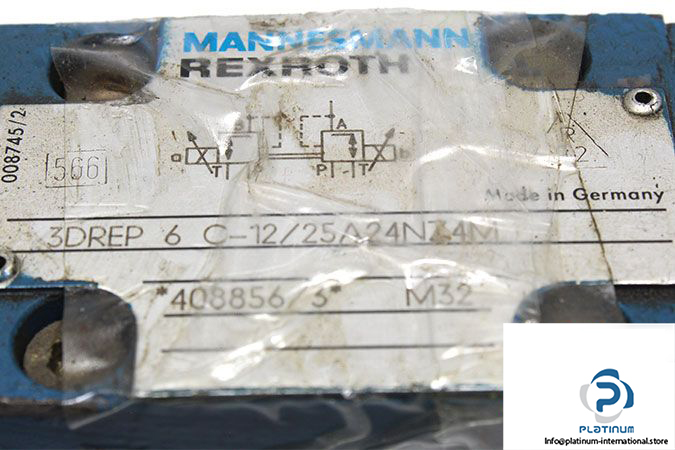 MANNESMANN
REXROTH
008745/2
566
B A
a b
T P T
2
Made in Germany
3DREP 6 C-12/25A24NZ4M
*408856/3* M32
PLATINUM
Info@platinum-international.store